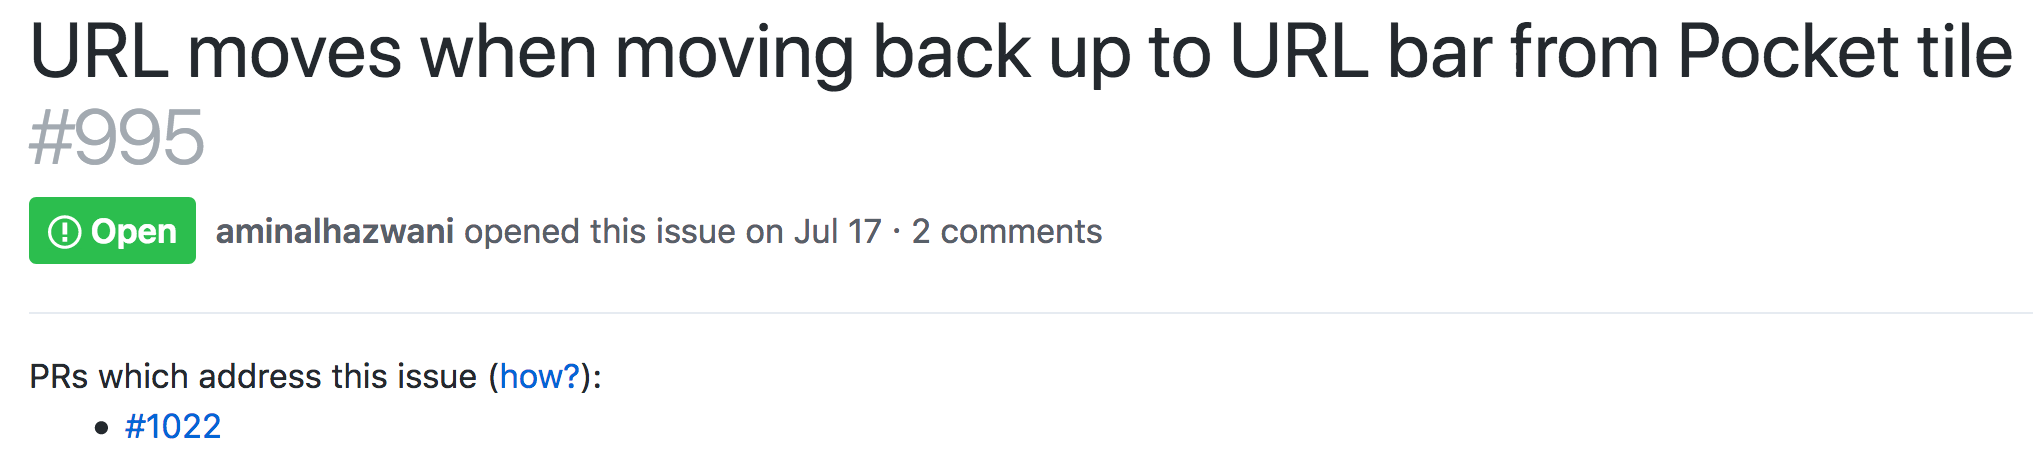 URL moves when moving back up to URL bar from Pocket tile
#995
Open aminalhazwani opened this issue on Jul 17 · 2 comments
PRs which address this issue (how?):
• #1022